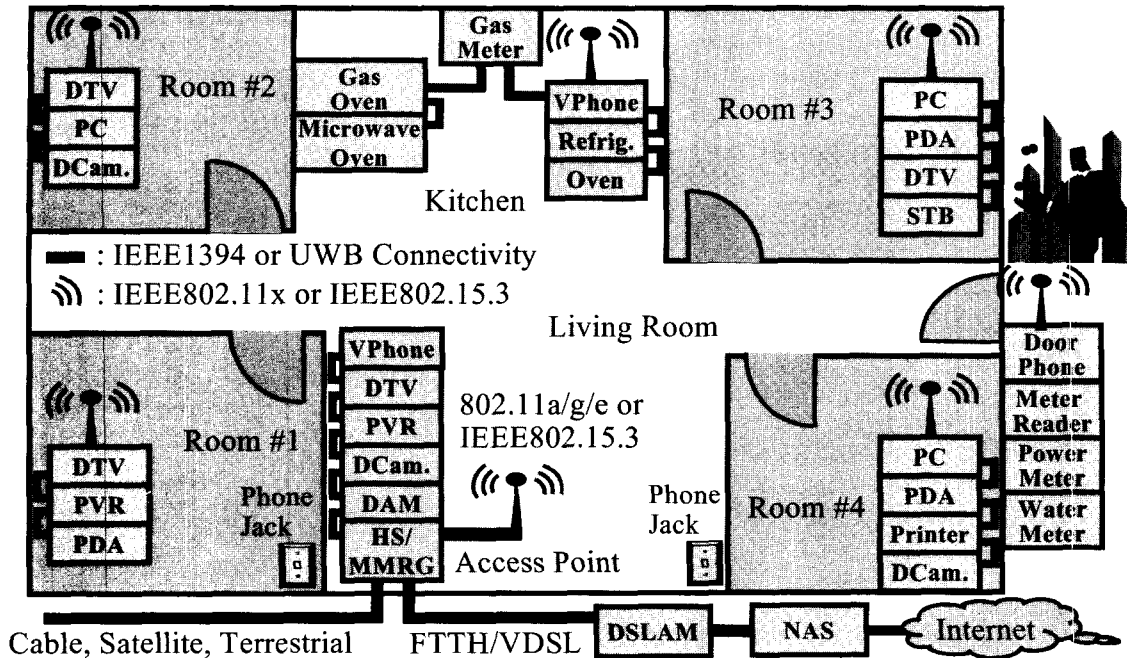 DTV
PC
DCam.
Room #2
Gas
Oven
Microwave
Oven
Gas
Meter
VPhone
Refrig.
Oven
Kitchen
Room #3
PC
PDA
DTV
STB
: IEEE1394 or UWB Connectivity
: IEEE802.11x or IEEE802.15.3
Living Room
Door
Phone
Meter
Reader
Power
Meter
Water
Meter
DTV
PVR
PDA
Room #1
Phone
Jack
VPhone
DTV
PVR
DCam.
DAM
HS/
MMRG
802.11a/g/e or
IEEE802.15.3
Access Point
Phone
Jack
Room #4
PC
PDA
Printer
DCam.
Cable, Satellite, Terrestrial
FTTH/VDSL
DSLAM
NAS
Internet